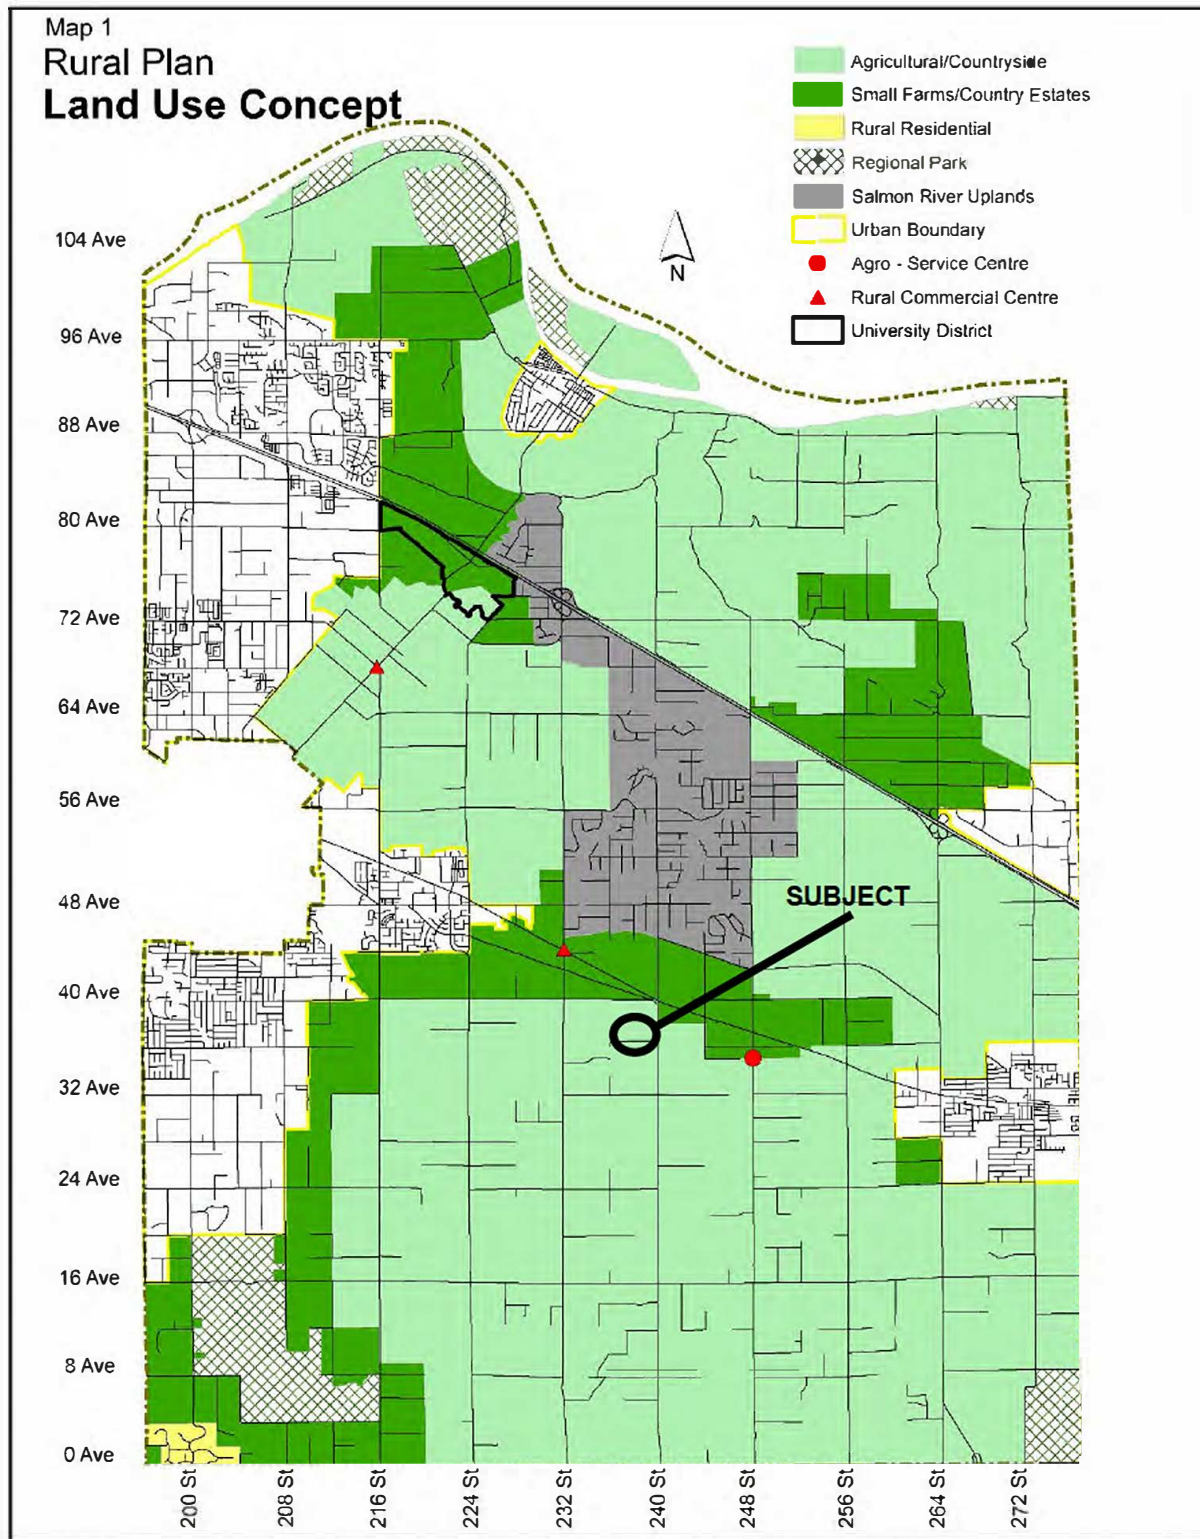 Map 1
Rural Plan
Land Use Concept
Agricultural/Countryside
Small Farms/Country Estates
Rural Residential
Regional Park
Salmon River Uplands
Urban Boundary
Agro - Service Centre
Rural Commercial Centre
University District
N
104 Ave
96 Ave
88 Ave
80 Ave
72 Ave
64 Ave
56 Ave
48 Ave
SUBJECT
40 Ave
32 Ave
24 Ave
16 Ave
8 Ave
0 Ave
200 St
208 St
216 St
224 St
232 St
240 St
248 St
256 St
264 St
272 St